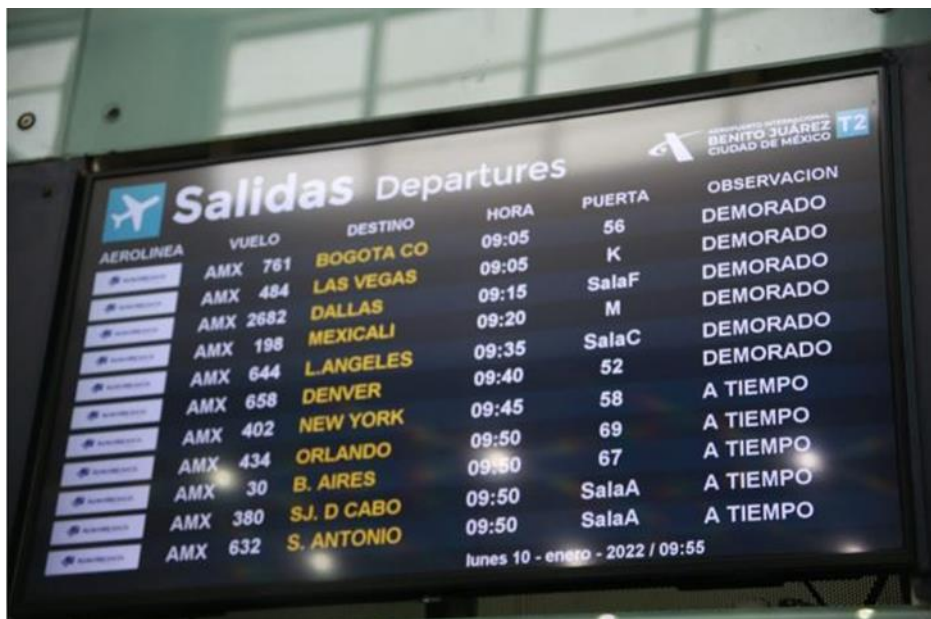 AEROPUERTO INTERNACIONAL
BENITO JUÁREZ
CIUDAD DE MÉXICO
T2
Salidas Departures
AEROLINEA VUELO DESTINO HORA PUERTA OBSERVACION
AMX 761 BOGOTA CO 09:05 56 DEMORADO
AMX 484 LAS VEGAS 09:05 K DEMORADO
AMX 2682 DALLAS 09:15 SalaF DEMORADO
AMX 198 MEXICALI 09:20 M DEMORADO
AMX 644 L.ANGELES 09:35 SalaC DEMORADO
AMX 658 DENVER 09:40 52 DEMORADO
AMX 402 NEW YORK 09:45 58 A TIEMPO
AMX 434 ORLANDO 09:50 69 A TIEMPO
AMX 30 B. AIRES 09:50 67 A TIEMPO
AMX 380 SJ. D CABO 09:50 SalaA A TIEMPO
AMX 632 S. ANTONIO 09:50 SalaA A TIEMPO
lunes 10 - enero - 2022 / 09:55